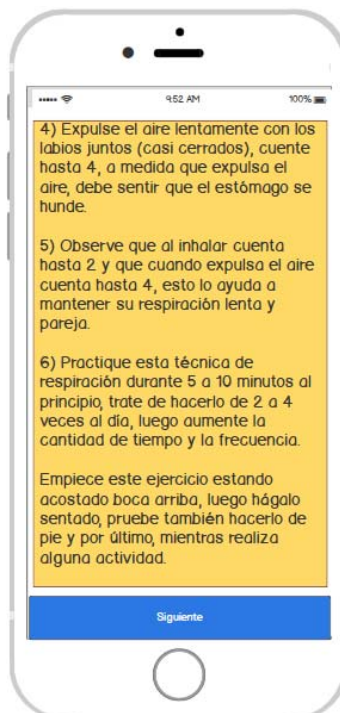 9:52 AM
100%
4) Expulse el aire lentamente con los
labios juntos (casi cerrados), cuente
hasta 4, a medida que expulsa el
aire, debe sentir que el estómago se
hunde.
5) Observe que al inhalar cuenta
hasta 2 y que cuando expulsa el aire
cuenta hasta 4, esto lo ayuda a
mantener su respiración lenta y
pareja.
6) Practique esta técnica de
respiración durante 5 a 10 minutos al
principio, trate de hacerlo de 2 a 4
veces al día, luego aumente la
cantidad de tiempo y la frecuencia.
Empiece este ejercicio estando
acostado boca arriba, luego hágalo
sentado, pruebe también hacerlo de
pie y por último, mientras realiza
alguna actividad.
Siguiente